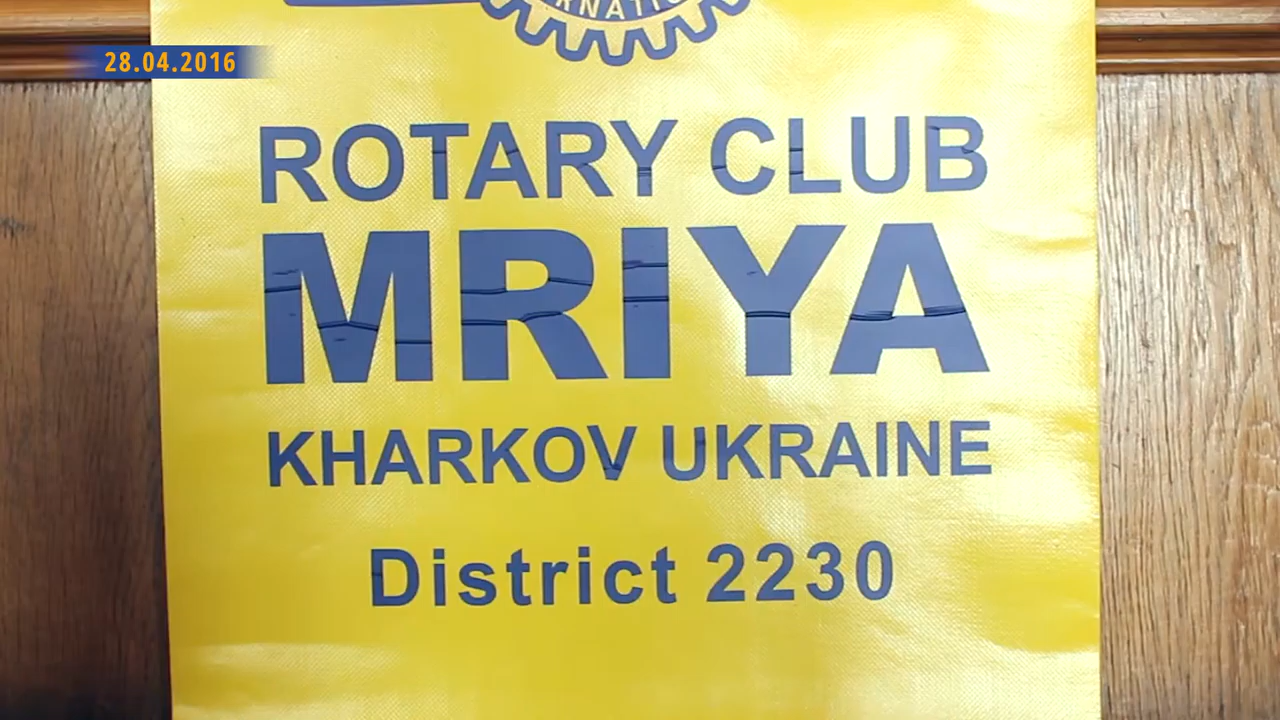 28.04.2016
ROTARY CLUB
MRIYA
KHARKOV UKRAINE
District 2230